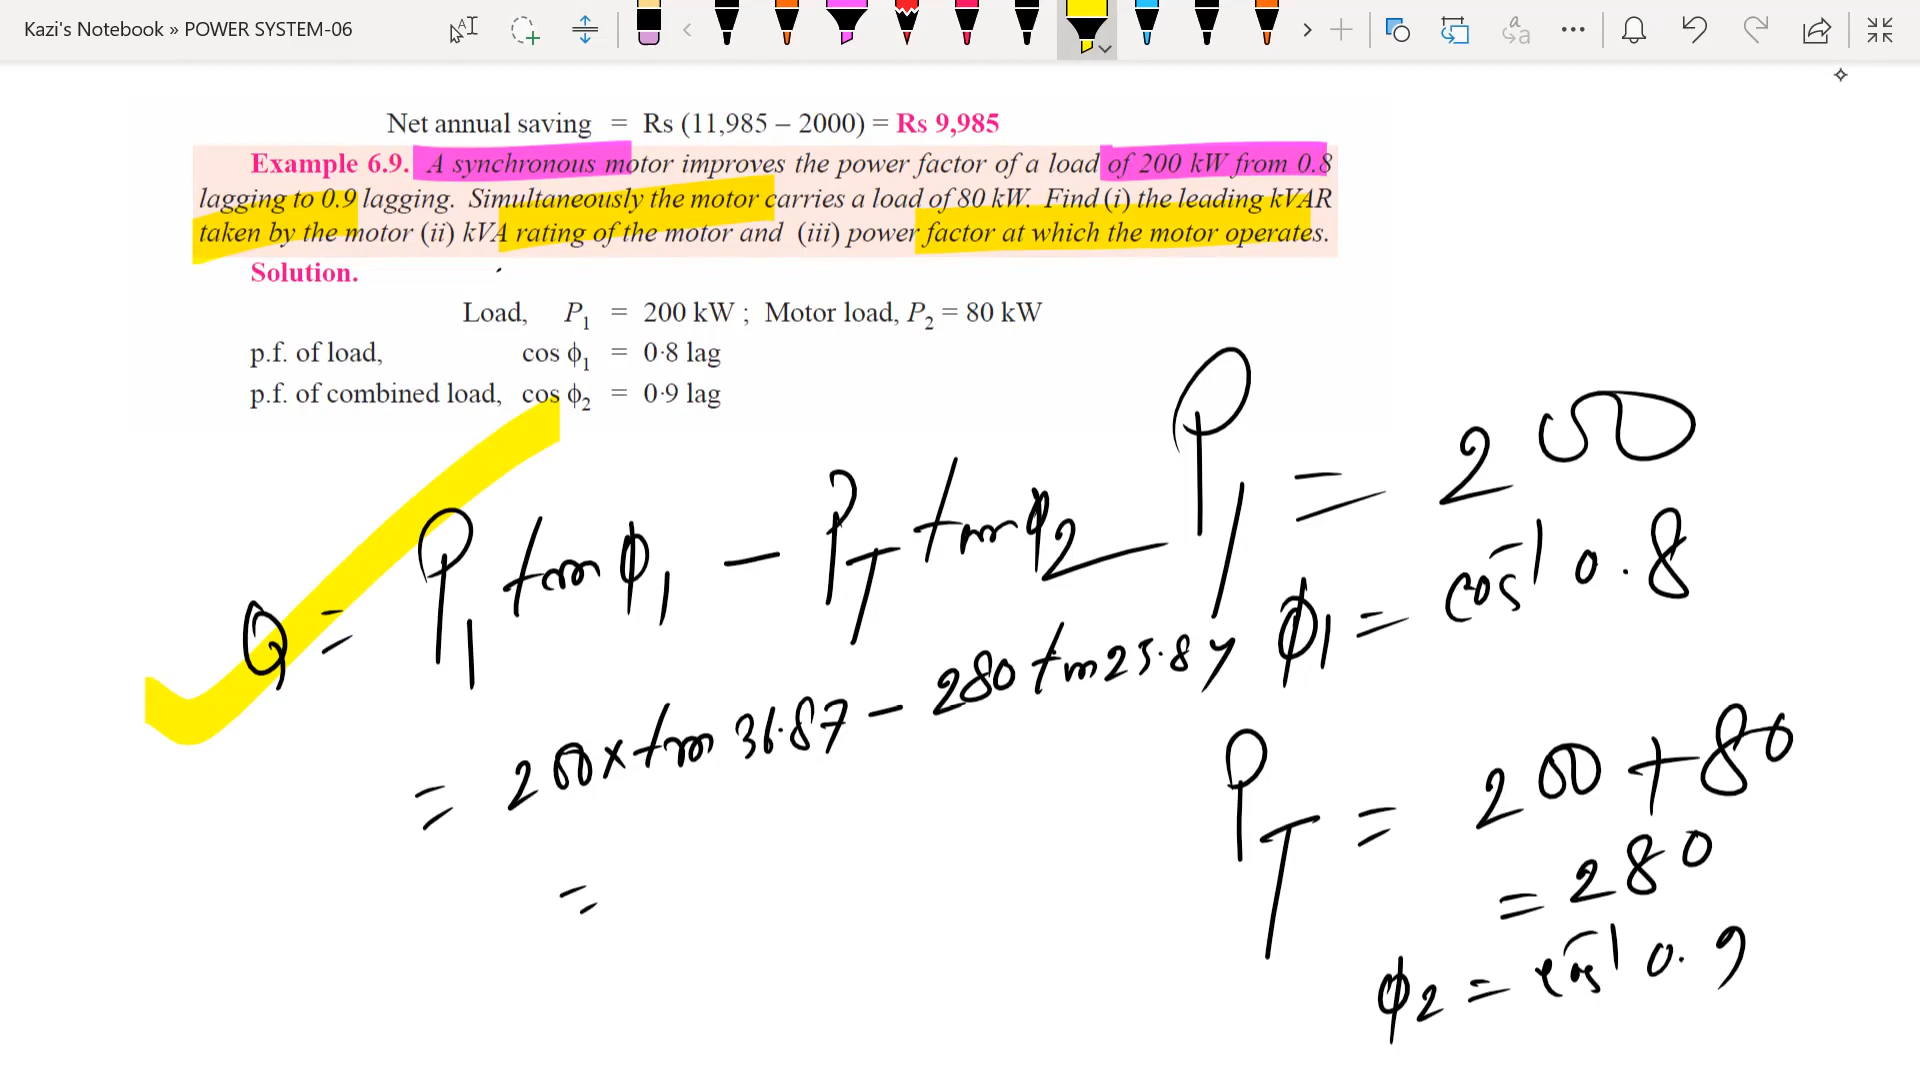 Kazi's Notebook » POWER SYSTEM-06
Net annual saving = Rs (11,985 – 2000) = Rs 9,985
Example 6.9. A synchronous motor improves the power factor of a load of 200 kW from 0.8
lagging to 0.9 lagging. Simultaneously the motor carries a load of 80 kW. Find (i) the leading kVAR
taken by the motor (ii) kVA rating of the motor and (iii) power factor at which the motor operates.
Solution.
Load, P₁ = 200 kW ; Motor load, P₂ = 80 kW
p.f. of load, cos ϕ₁ = 0·8 lag
p.f. of combined load, cos ϕ₂ = 0·9 lag
P₁ = 200
Q = P₁ tan ϕ₁ – P_T tan ϕ₂
ϕ₁ = cos⁻¹ 0.8
= 200 × tan 36.87 – 280 tan 25.84
P_T = 200 + 80
= 280
=
ϕ₂ = cos⁻¹ 0.9